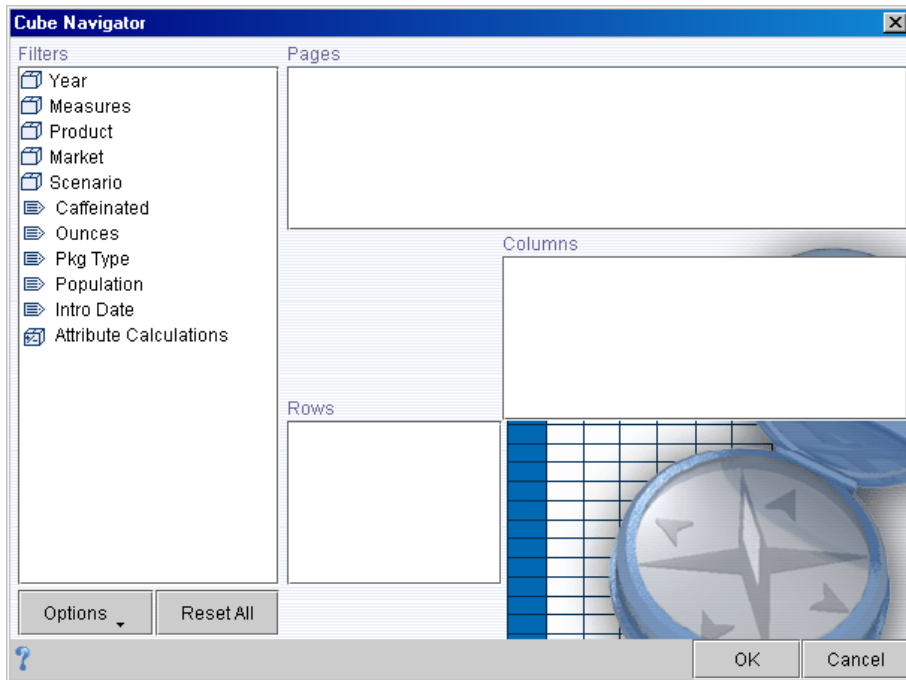 Cube Navigator
Filters
Pages
Year
Measures
Product
Market
Scenario
Caffeinated
Ounces
Pkg Type
Population
Intro Date
Attribute Calculations
Columns
Rows
Options
Reset All
OK
Cancel